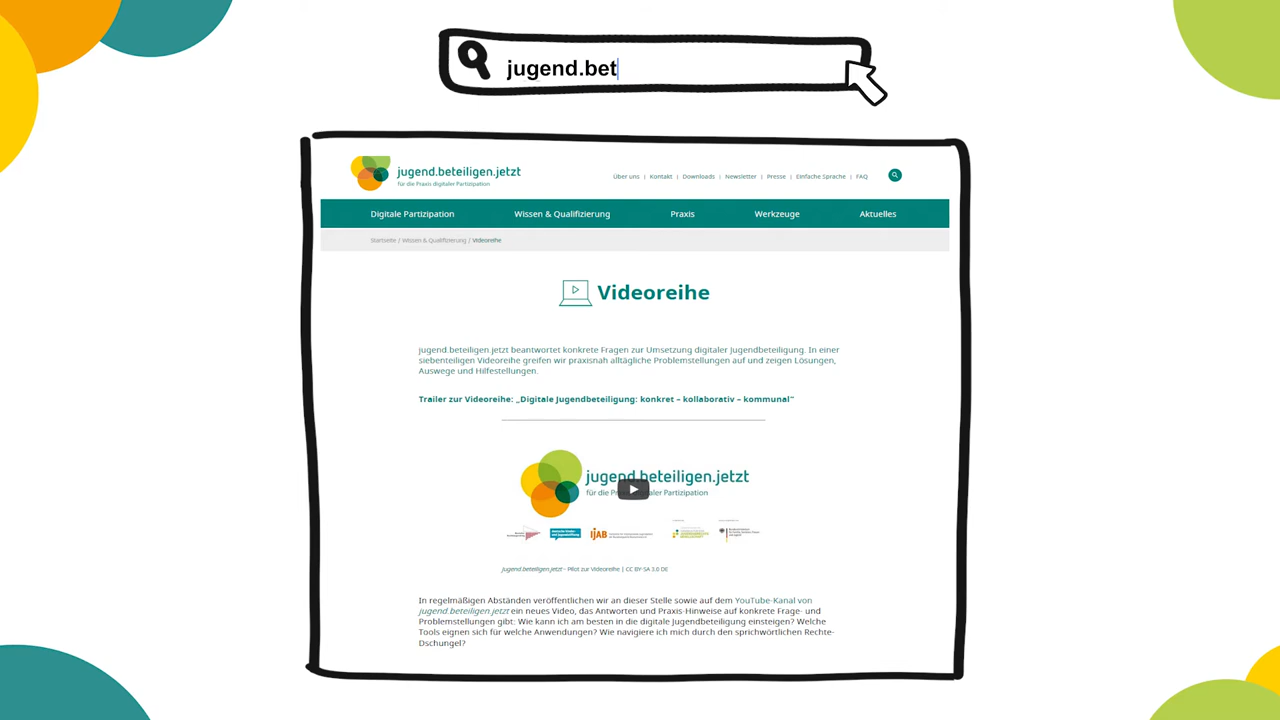 jugend.bet
jugend.beteiligen.jetzt
für die Praxis digitaler Partizipation
Über uns | Kontakt | Downloads | Newsletter | Presse | Einfache Sprache | FAQ
Digitale Partizipation Wissen & Qualifizierung Praxis Werkzeuge Aktuelles
Startseite / Wissen & Qualifizierung / Videoreihe
Videoreihe
jugend.beteiligen.jetzt beantwortet konkrete Fragen zur Umsetzung digitaler Jugendbeteiligung. In einer
siebenteiligen Videoreihe greifen wir praxisnah alltägliche Problemstellungen auf und zeigen Lösungen,
Auswege und Hilfestellungen.
Trailer zur Videoreihe: „Digitale Jugendbeteiligung: konkret – kollaborativ – kommunal"
jugend.beteiligen.jetzt
für die Praxis digitaler Partizipation
IJAB
jugend.beteiligen.jetzt - Pilot zur Videoreihe | CC BY-SA 3.0 DE
In regelmäßigen Abständen veröffentlichen wir an dieser Stelle sowie auf dem YouTube-Kanal von
jugend.beteiligen.jetzt ein neues Video, das Antworten und Praxis-Hinweise auf konkrete Frage- und
Problemstellungen gibt: Wie kann ich am besten in die digitale Jugendbeteiligung einsteigen? Welche
Tools eignen sich für welche Anwendungen? Wie navigiere ich mich durch den sprichwörtlichen Rechte-
Dschungel?